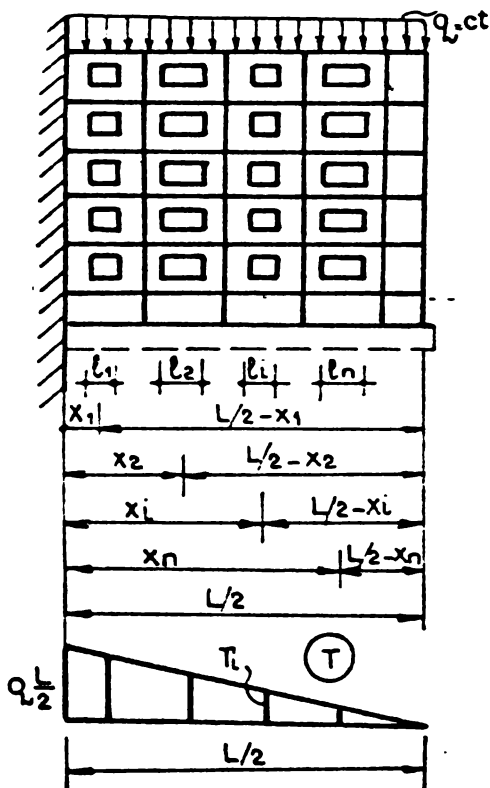 q=ct
l1 l2 li ln
x1 L/2-x1
x2 L/2-x2
xi L/2-xi
xn L/2-xn
L/2
Ti T
q L/2
L/2